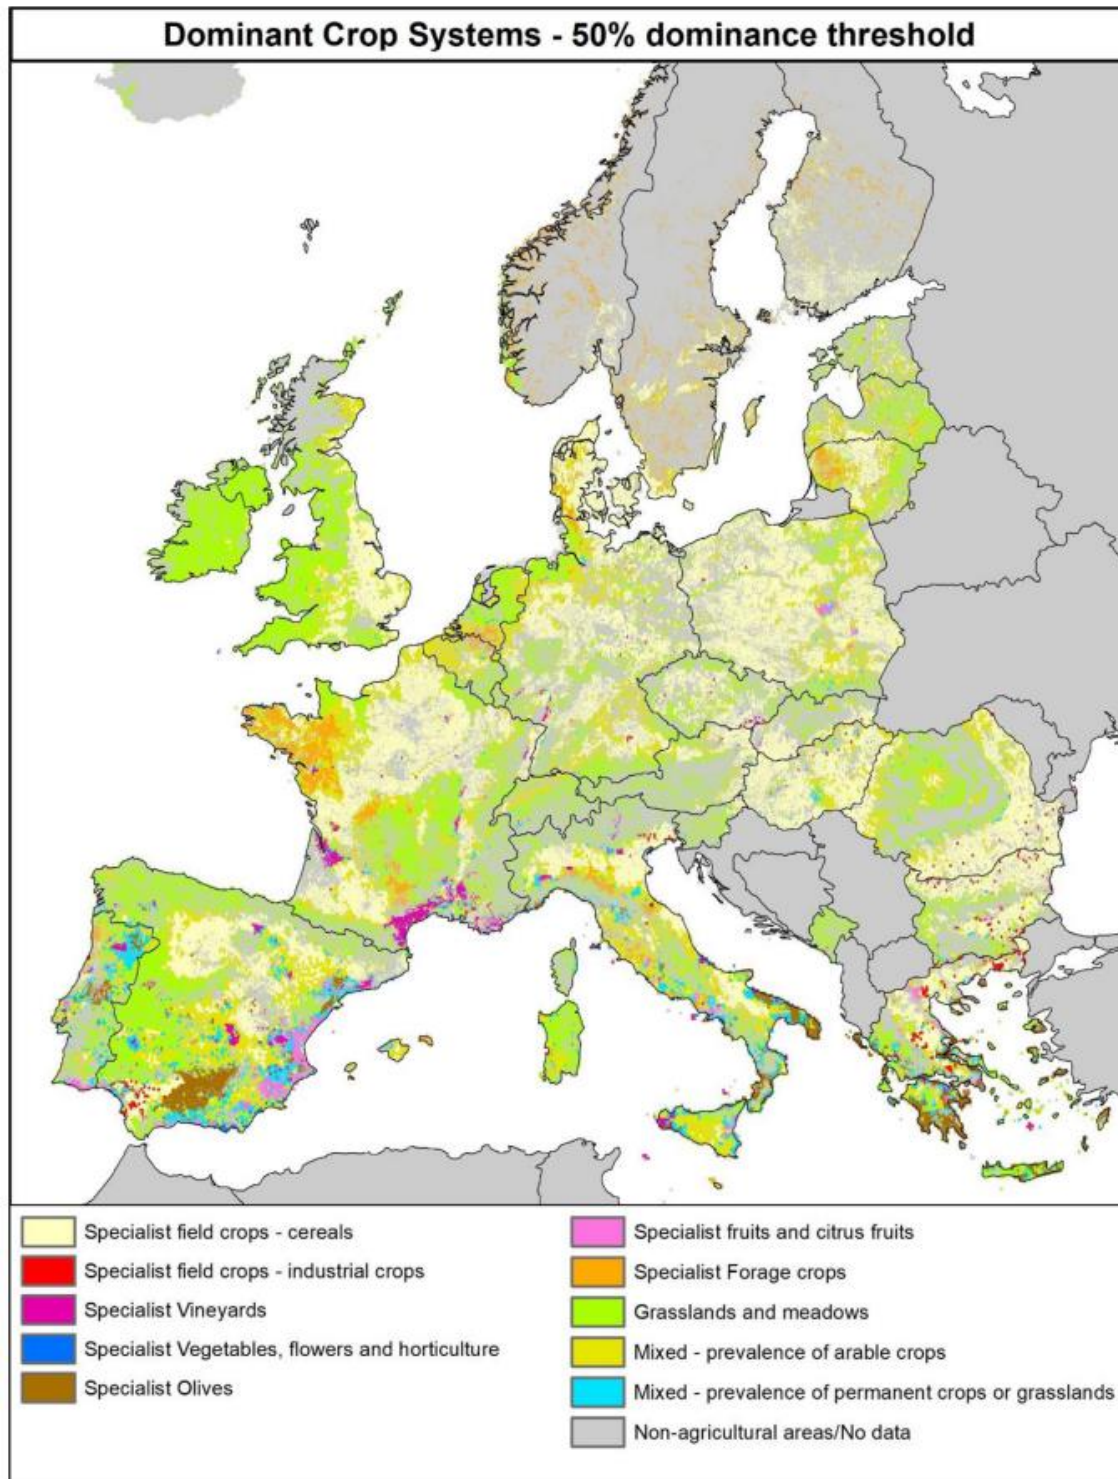 Dominant Crop Systems - 50% dominance threshold
Specialist field crops - cereals
Specialist field crops - industrial crops
Specialist Vineyards
Specialist Vegetables, flowers and horticulture
Specialist Olives
Specialist fruits and citrus fruits
Specialist Forage crops
Grasslands and meadows
Mixed - prevalence of arable crops
Mixed - prevalence of permanent crops or grasslands
Non-agricultural areas/No data